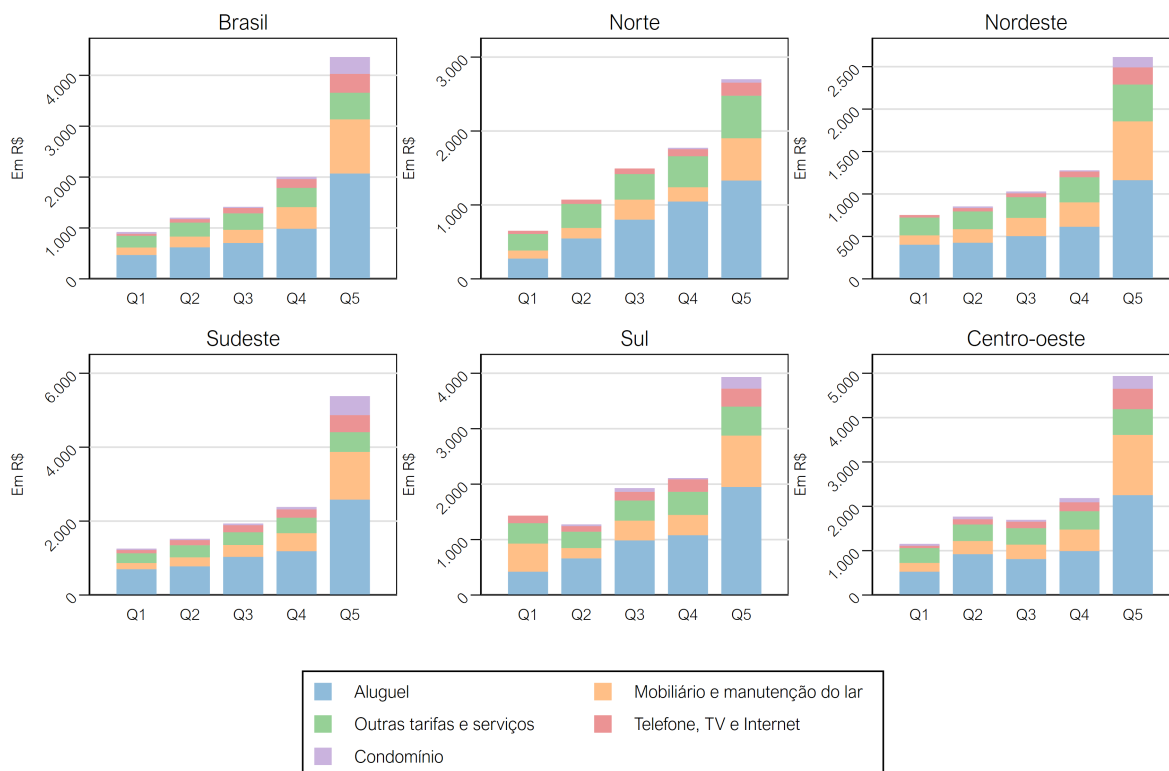 Brasil
Em R$
4.000
3.000
2.000
1.000
0
Q1 Q2 Q3 Q4 Q5
Norte
Em R$
3.000
2.000
1.000
0
Q1 Q2 Q3 Q4 Q5
Nordeste
Em R$
2.500
2.000
1.500
1.000
500
0
Q1 Q2 Q3 Q4 Q5
Sudeste
Em R$
6.000
4.000
2.000
0
Q1 Q2 Q3 Q4 Q5
Sul
Em R$
4.000
3.000
2.000
1.000
0
Q1 Q2 Q3 Q4 Q5
Centro-oeste
Em R$
5.000
4.000
3.000
2.000
1.000
0
Q1 Q2 Q3 Q4 Q5
Aluguel
Mobiliário e manutenção do lar
Outras tarifas e serviços
Telefone, TV e Internet
Condomínio